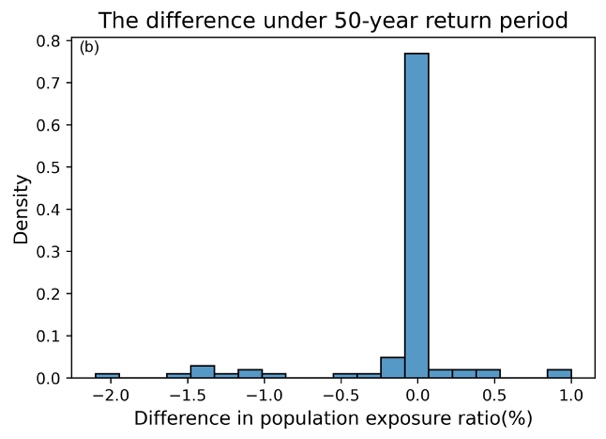 The difference under 50-year return period
(b)
0.8
0.7
0.6
0.5
0.4
0.3
0.2
0.1
0.0
Density
−2.0 −1.5 −1.0 −0.5 0.0 0.5 1.0
Difference in population exposure ratio(%)